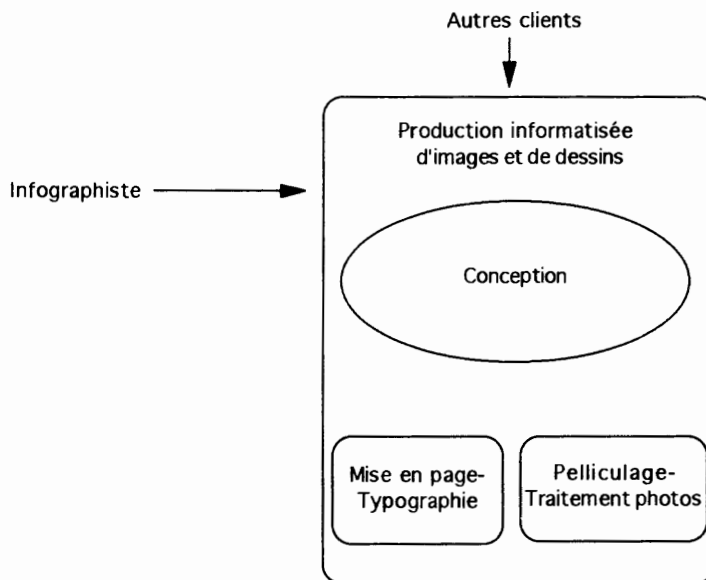 Autres clients
Production informatisée
d'images et de dessins
Infographiste
Conception
Mise en page-
Typographie
Pelliculage-
Traitement photos